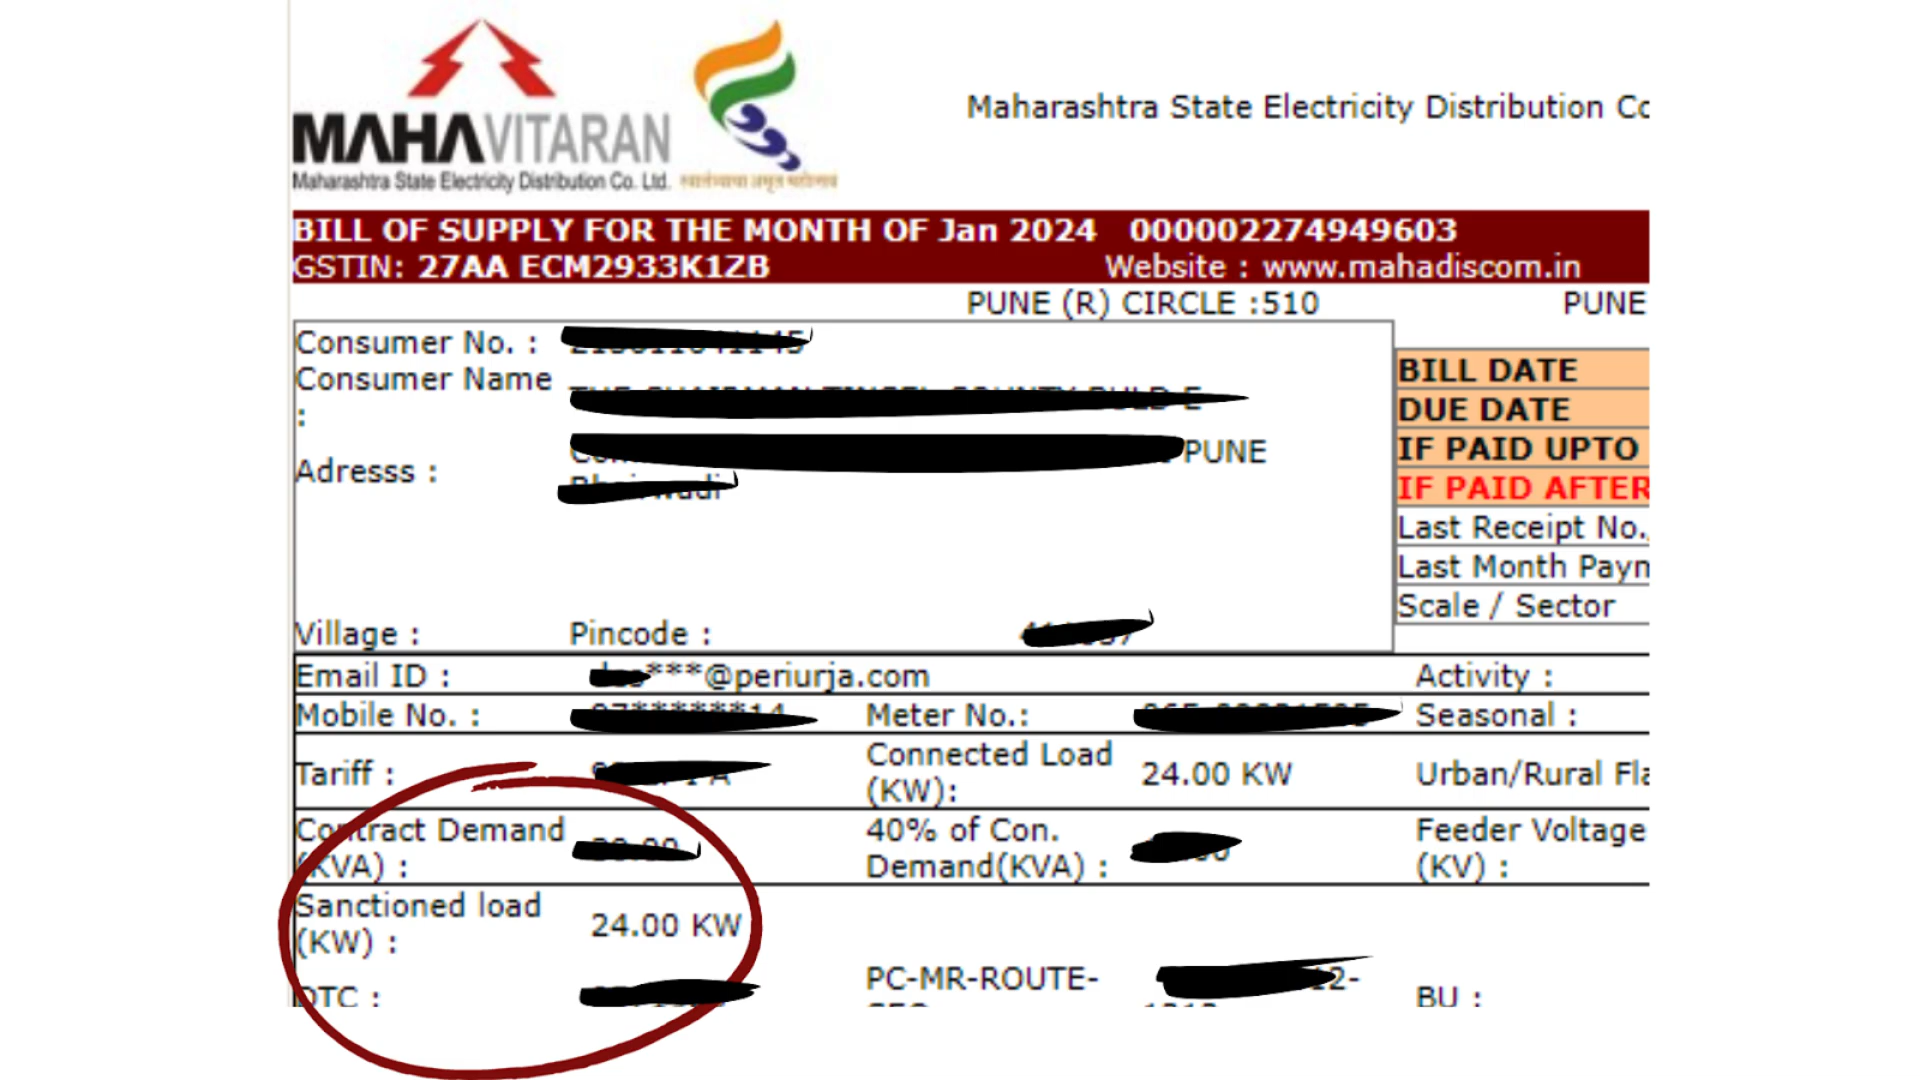 MAHAVITARAN
Maharashtra State Electricity Distribution Co. Ltd.
Maharashtra State Electricity Distribution Co
BILL OF SUPPLY FOR THE MONTH OF Jan 2024 000002274949603
GSTIN: 27AA ECM2933K1ZB Website : www.mahadiscom.in
PUNE (R) CIRCLE :510 PUNE
Consumer No. :
Consumer Name
:
Adresss : PUNE
Village : Pincode :
BILL DATE
DUE DATE
IF PAID UPTO
IF PAID AFTER
Last Receipt No.
Last Month Paym
Scale / Sector
Email ID : ***@periurja.com Activity :
Mobile No. : Meter No.: Seasonal :
Tariff : Connected Load (KW): 24.00 KW Urban/Rural Fla
Contract Demand (KVA) : 40% of Con. Demand(KVA) : Feeder Voltage (KV) :
Sanctioned load (KW) : 24.00 KW
DTC : PC-MR-ROUTE- BU :